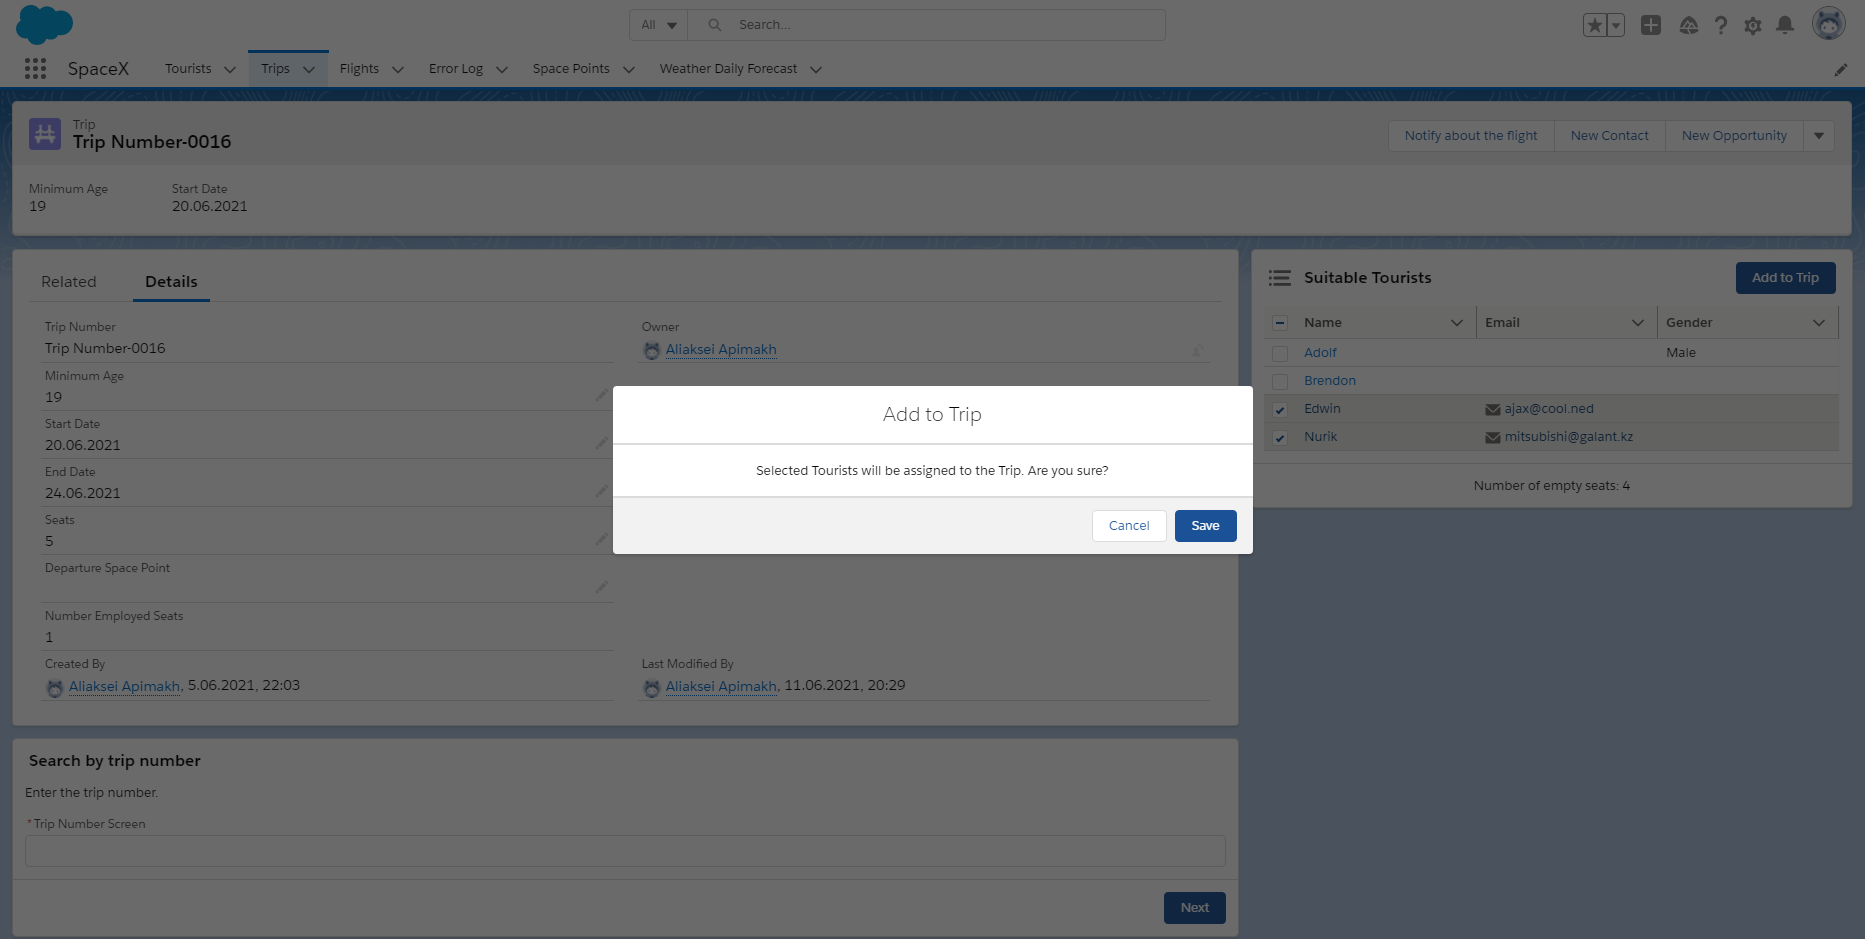 All
Search...
SpaceX
Tourists
Trips
Flights
Error Log
Space Points
Weather Daily Forecast
Trip
Trip Number-0016
Notify about the flight
New Contact
New Opportunity
Minimum Age
19
Start Date
20.06.2021
Related
Details
Trip Number
Trip Number-0016
Owner
Aliaksei Apimakh
Minimum Age
19
Start Date
20.06.2021
End Date
24.06.2021
Seats
5
Departure Space Point
Number Employed Seats
1
Created By
Aliaksei Apimakh, 5.06.2021, 22:03
Last Modified By
Aliaksei Apimakh, 11.06.2021, 20:29
Suitable Tourists
Add to Trip
Name Email Gender
Adolf Male
Brendon
Edwin ajax@cool.ned
Nurik mitsubishi@galant.kz
Number of empty seats: 4
Add to Trip
Selected Tourists will be assigned to the Trip. Are you sure?
Cancel
Save
Search by trip number
Enter the trip number.
*Trip Number Screen
Next